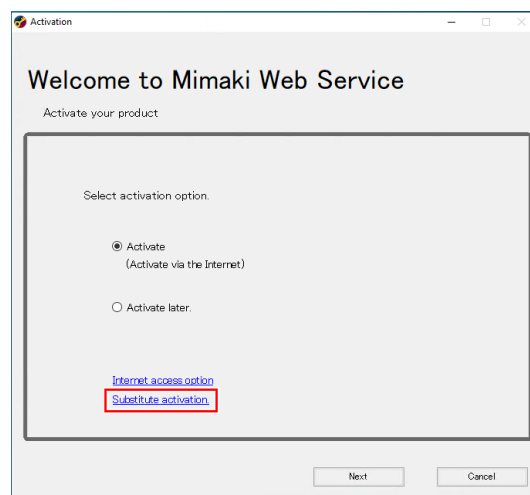 Activation
Welcome to Mimaki Web Service
Activate your product
Select activation option.
Activate
(Activate via the Internet)
Activate later.
Internet access option
Substitute activation.
Next Cancel